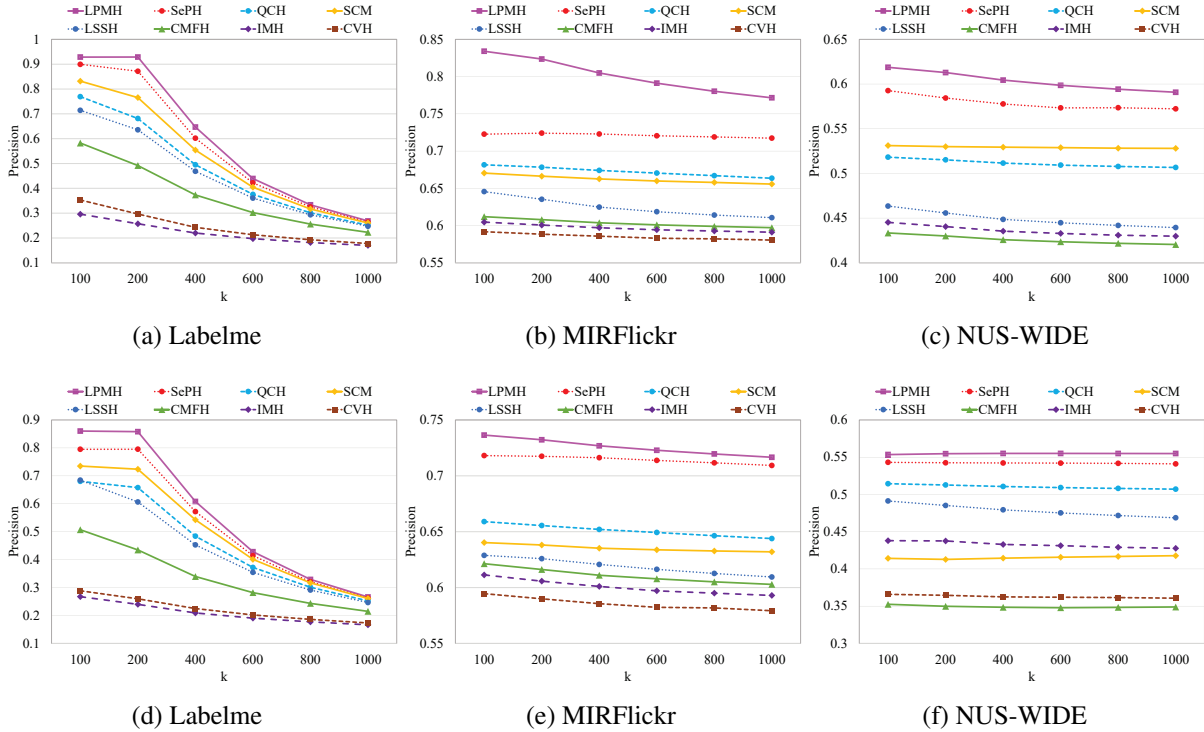 LPMH SePH QCH SCM
LSSH CMFH IMH CVH
1
0.9
0.8
0.7
0.6
0.5
0.4
0.3
0.2
0.1
Precision
100 200 400 600 800 1000
k
(a) Labelme
LPMH SePH QCH SCM
LSSH CMFH IMH CVH
0.85
0.8
0.75
0.7
0.65
0.6
0.55
Precision
100 200 400 600 800 1000
k
(b) MIRFlickr
LPMH SePH QCH SCM
LSSH CMFH IMH CVH
0.65
0.6
0.55
0.5
0.45
0.4
Precision
100 200 400 600 800 1000
k
(c) NUS-WIDE
LPMH SePH QCH SCM
LSSH CMFH IMH CVH
0.9
0.8
0.7
0.6
0.5
0.4
0.3
0.2
0.1
Precision
100 200 400 600 800 1000
k
(d) Labelme
LPMH SePH QCH SCM
LSSH CMFH IMH CVH
0.75
0.7
0.65
0.6
0.55
Precision
100 200 400 600 800 1000
k
(e) MIRFlickr
LPMH SePH QCH SCM
LSSH CMFH IMH CVH
0.6
0.55
0.5
0.45
0.4
0.35
0.3
Precision
100 200 400 600 800 1000
k
(f) NUS-WIDE